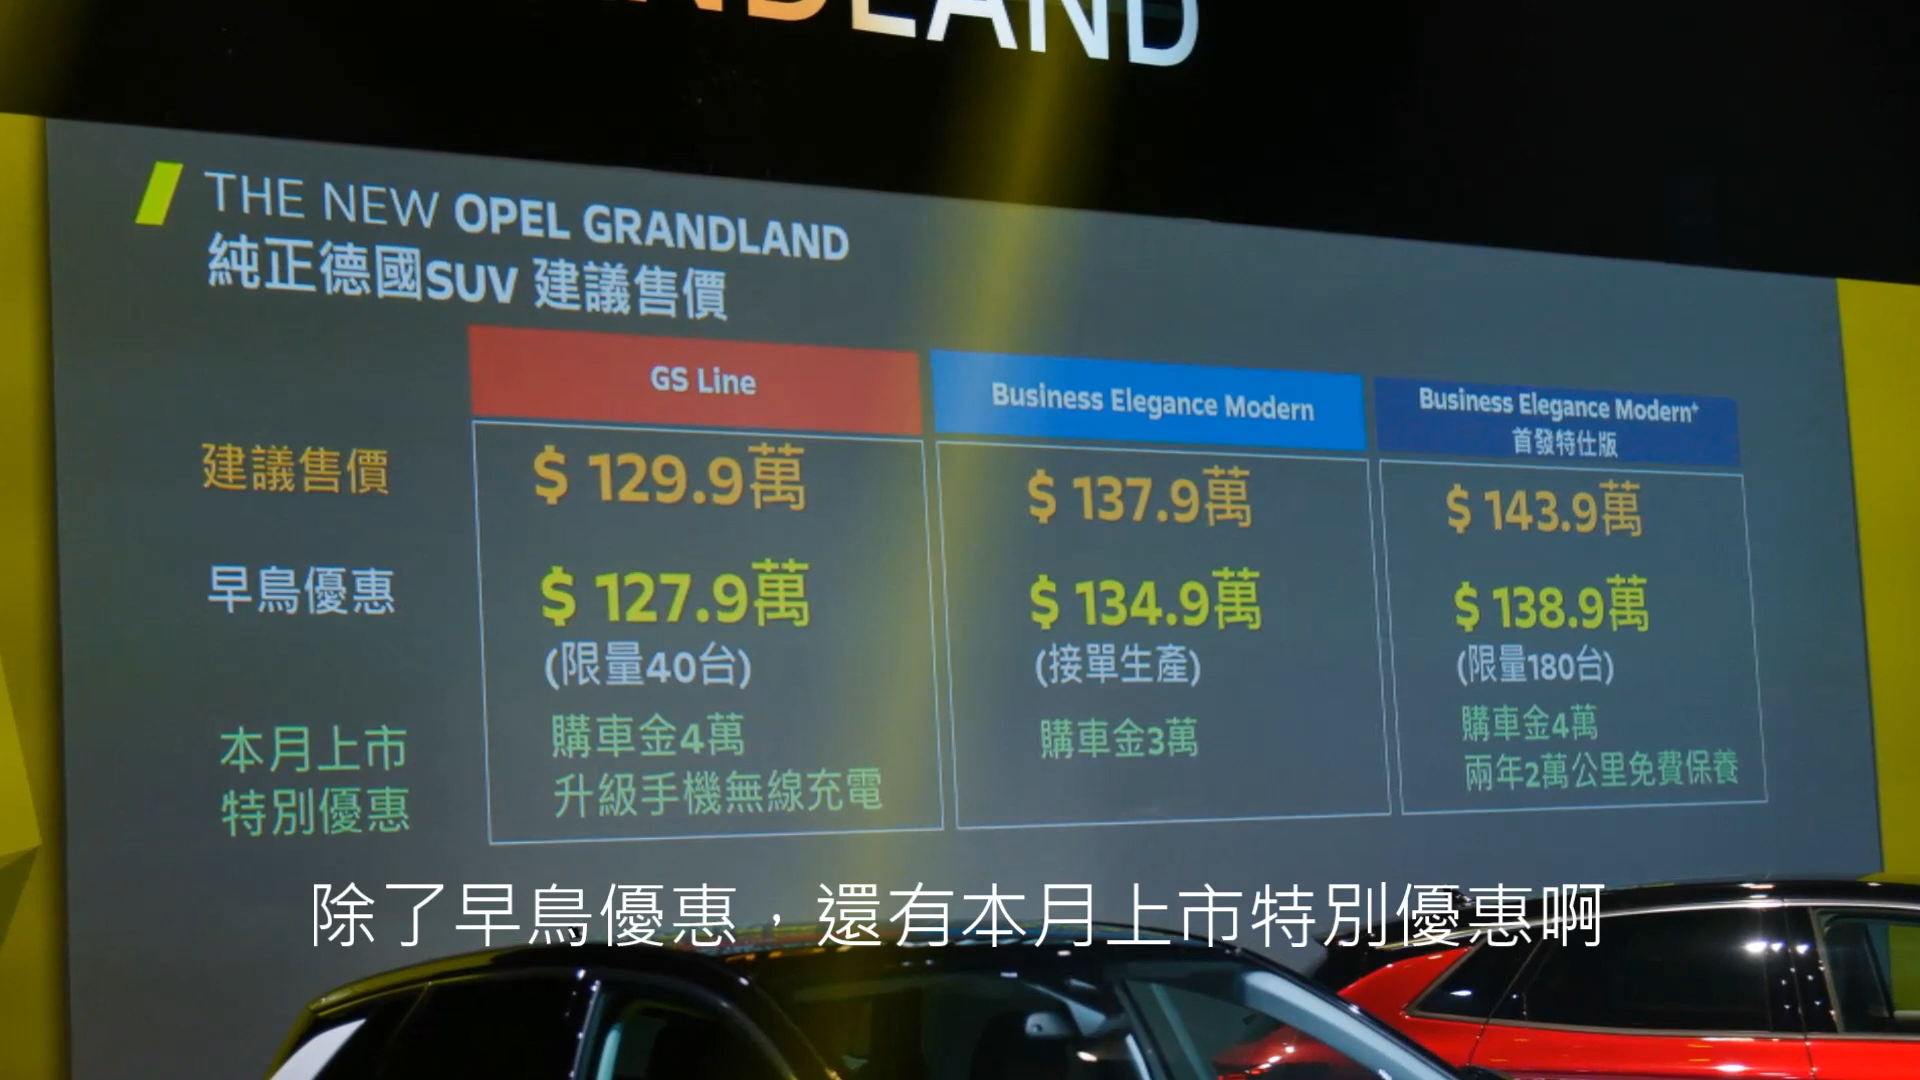 LAND
THE NEW OPEL GRANDLAND
純正德國SUV 建議售價
GS Line
Business Elegance Modern
Business Elegance Modern+
首發特仕版
建議售價
$ 129.9萬
$ 137.9萬
$ 143.9萬
早鳥優惠
$ 127.9萬
$ 134.9萬
$ 138.9萬
(限量40台)
(接單生產)
(限量180台)
本月上市
特別優惠
購車金4萬
升級手機無線充電
購車金3萬
購車金4萬
兩年2萬公里免費保養
除了早鳥優惠，還有本月上市特別優惠啊